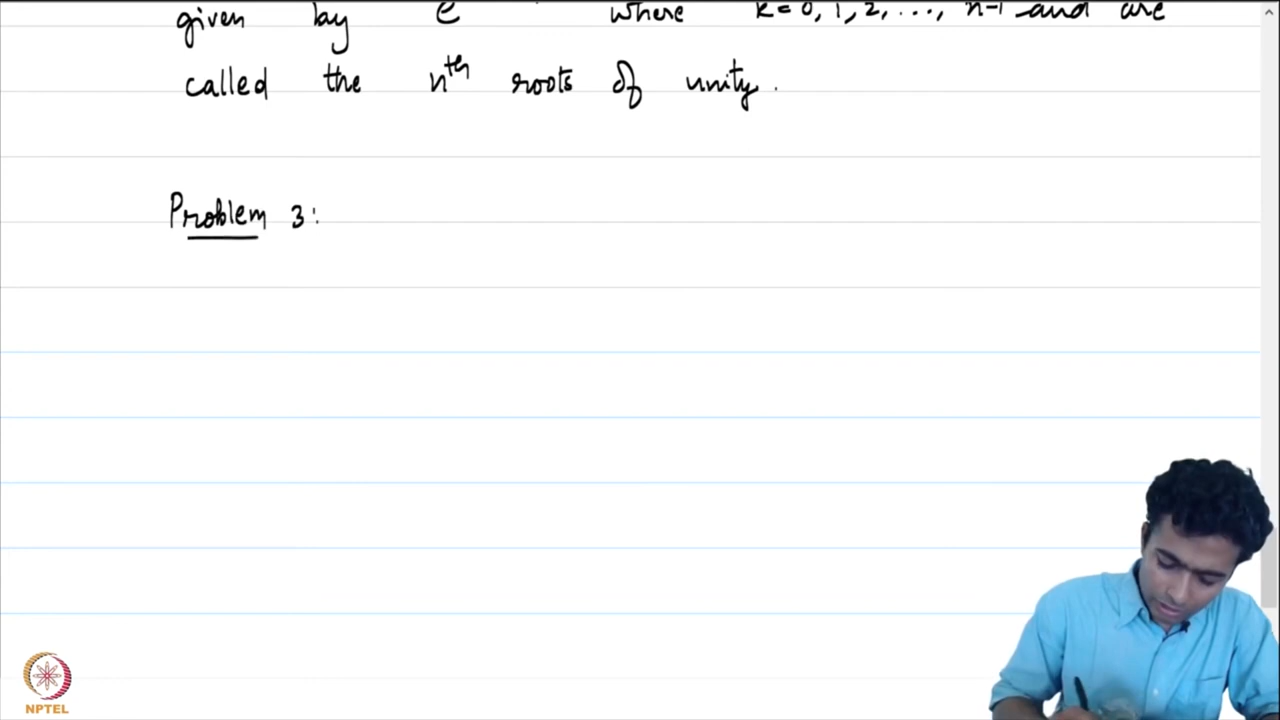 given by e where k = 0, 1, 2, ..., n-1 and are
called the nth roots of unity.
Problem 3:
NPTEL